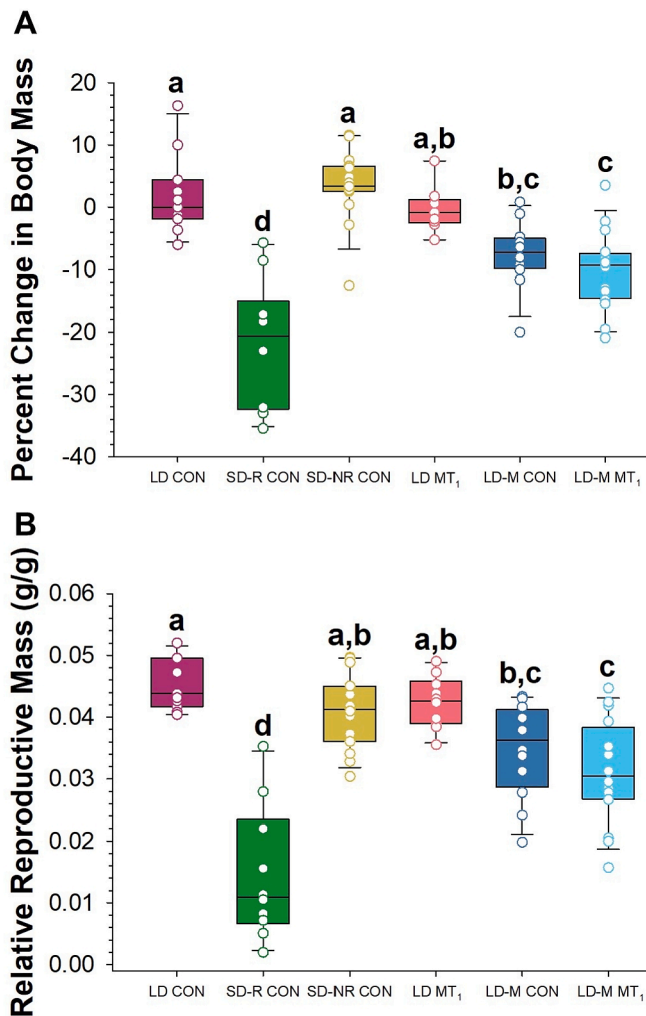 A
Percent Change in Body Mass
20
10
0
-10
-20
-30
-40
a
d
a
a,b
b,c
c
LD CON SD-R CON SD-NR CON LD MT₁ LD-M CON LD-M MT₁
B
Relative Reproductive Mass (g/g)
0.06
0.05
0.04
0.03
0.02
0.01
0.00
a
d
a,b
a,b
b,c
c
LD CON SD-R CON SD-NR CON LD MT₁ LD-M CON LD-M MT₁